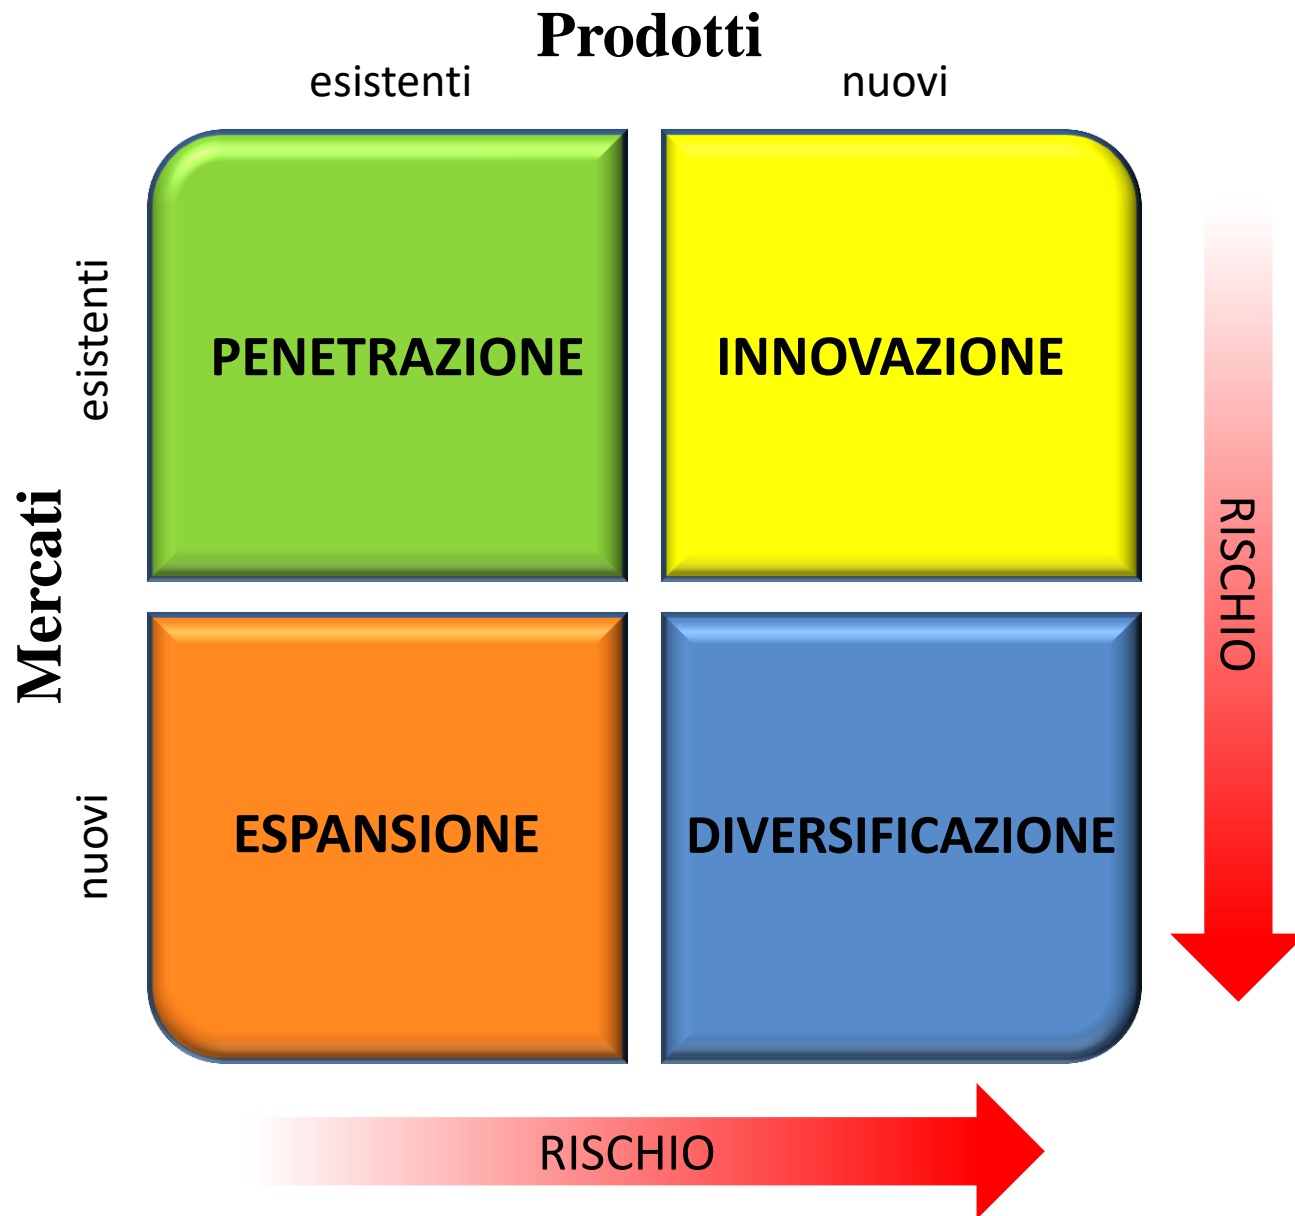 Prodotti
esistenti
nuovi
esistenti
PENETRAZIONE
INNOVAZIONE
Mercati
RISCHIO
nuovi
ESPANSIONE
DIVERSIFICAZIONE
RISCHIO